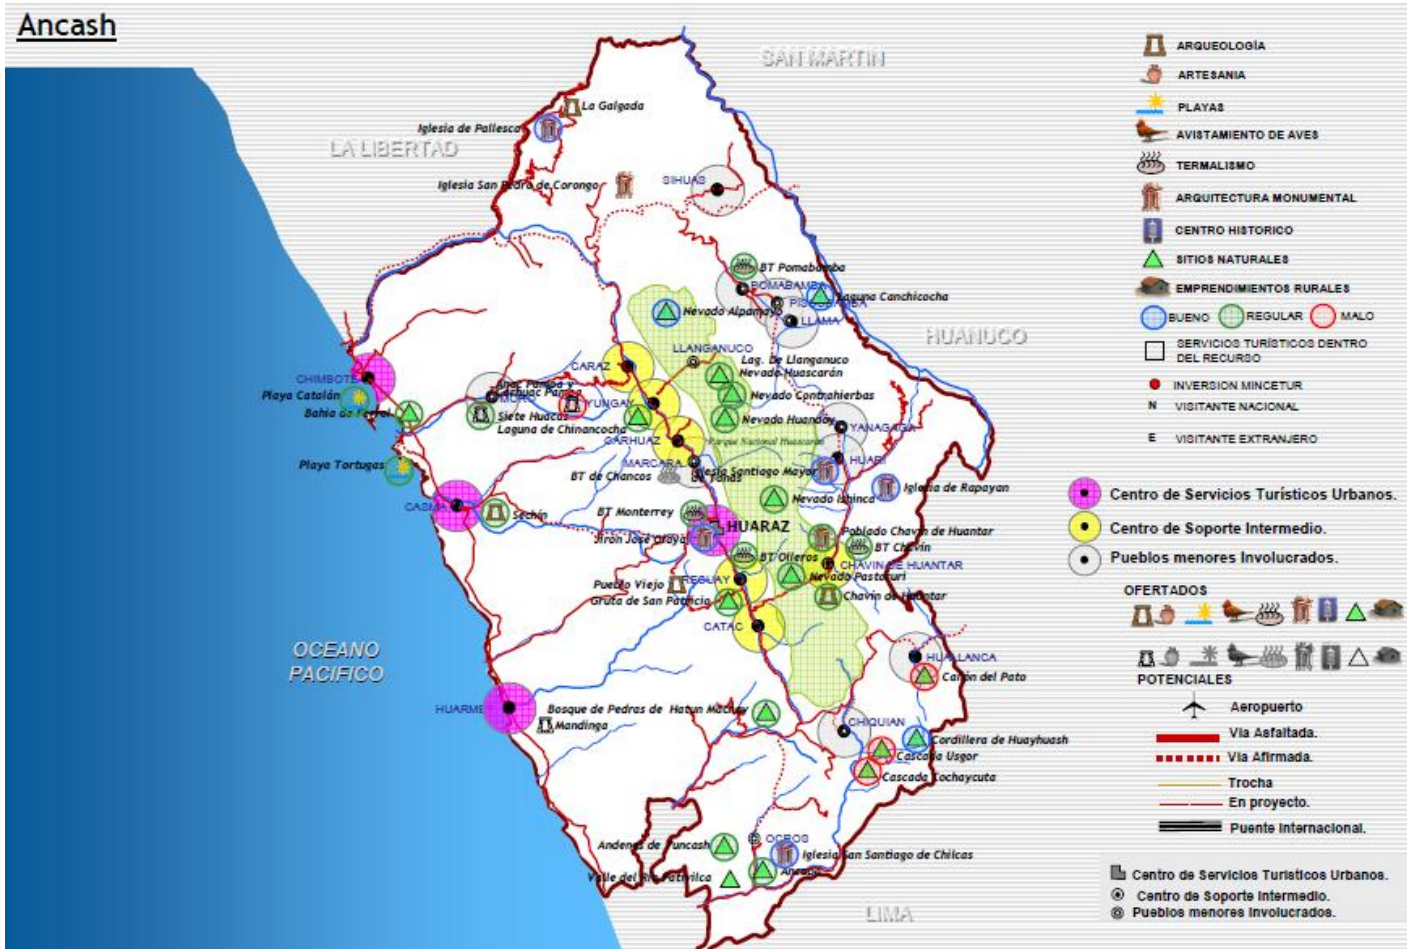 Ancash
SAN MARTIN
LA LIBERTAD
HUANUCO
LIMA
OCEANO
PACIFICO
La Galgada
Iglesia de Pallesca
Iglesia San Pedro de Corongo
SIHUAS
BT Pomabamba
POMABAMBA
Laguna Canchicocha
LLAMA
Nevado Alpamayo
LLANGANUCO
Lag. De Llanganuco
Nevado Huascarán
CARAZ
Nevado Contrahierbas
CHIMBOTE
Playa Catalán
Bahia de Ferrol
Siete Huacas
YUNGAY
Laguna de Chinancocha
Nevado Huandoy
YANAGAGA
CARHUAZ
Parque Nacional Huascarán
HUARI
MARCARA
Iglesia Santiago Mayor
BT de Chancos
Playa Tortugas
Iglesia de Rapayan
Nevado Ishinca
CASMA
Sechín
BT Monterrey
HUARAZ
Jirón José Olaya
Poblado Chavín de Huantar
BT Chavín
BT Olleros
CHAVIN DE HUANTAR
Nevado Pastoruri
Pueblo Viejo
RECUAY
Chavín de Huantar
Gruta de San Patricia
CATAC
HUALLANCA
Cañón del Pato
HUARMEY
Bosque de Pedras de Hatun Machay
Mandinga
CHIQUIAN
Cordillera de Huayhuash
Cascada Usgor
Cascada Cochaycuta
OCROS
Andenes de Puncash
Iglesia San Santiago de Chilcas
Valle del Rio Pativilca
ARQUEOLOGÍA
ARTESANIA
PLAYAS
AVISTAMIENTO DE AVES
TERMALISMO
ARQUITECTURA MONUMENTAL
CENTRO HISTORICO
SITIOS NATURALES
EMPRENDIMIENTOS RURALES
BUENO REGULAR MALO
SERVICIOS TURÍSTICOS DENTRO
DEL RECURSO
INVERSION MINCETUR
N VISITANTE NACIONAL
E VISITANTE EXTRANJERO
Centro de Servicios Turísticos Urbanos.
Centro de Soporte Intermedio.
Pueblos menores Involucrados.
OFERTADOS
POTENCIALES
Aeropuerto
Vía Asfaltada.
Vía Afirmada.
Trocha
En proyecto.
Puente Internacional.
Centro de Servicios Turísticos Urbanos.
Centro de Soporte Intermedio.
Pueblos menores Involucrados.